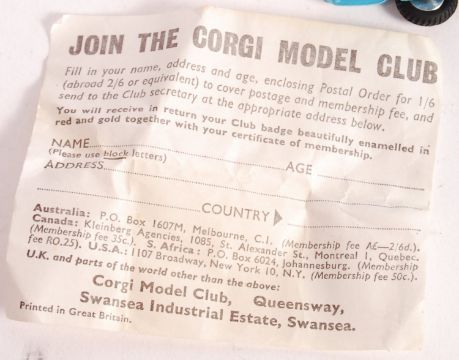 JOIN THE CORGI MODEL CLUB
Fill in your name, address and age, enclosing Postal Order for 1/6
(abroad 2/6 or equivalent) to cover postage and membership fee, and
send to the Club secretary at the appropriate address below.
You will receive in return your Club badge beautifully enamelled in
red and gold together with your certificate of membership.
NAME.......................................................AGE..............................
(Please use block letters)
ADDRESS..............................................................................
..............................................................................
..............................COUNTRY▶..............................
Australia: P.O. Box 1607M, Melbourne, C.I. (Membership fee A£—2/6d.).
Canada: Kleinberg Agencies, 1085, St. Alexander St., Montreal 1, Quebec.
(Membership fee 35c.). S. Africa: P.O. Box 6024, Johannesburg. (Membership
fee RO.25). U.S.A.: 1107 Broadway, New York 10, N.Y. (Membership fee 50c.).
U.K. and parts of the world other than the above:
Corgi Model Club, Queensway,
Swansea Industrial Estate, Swansea.
Printed in Great Britain.